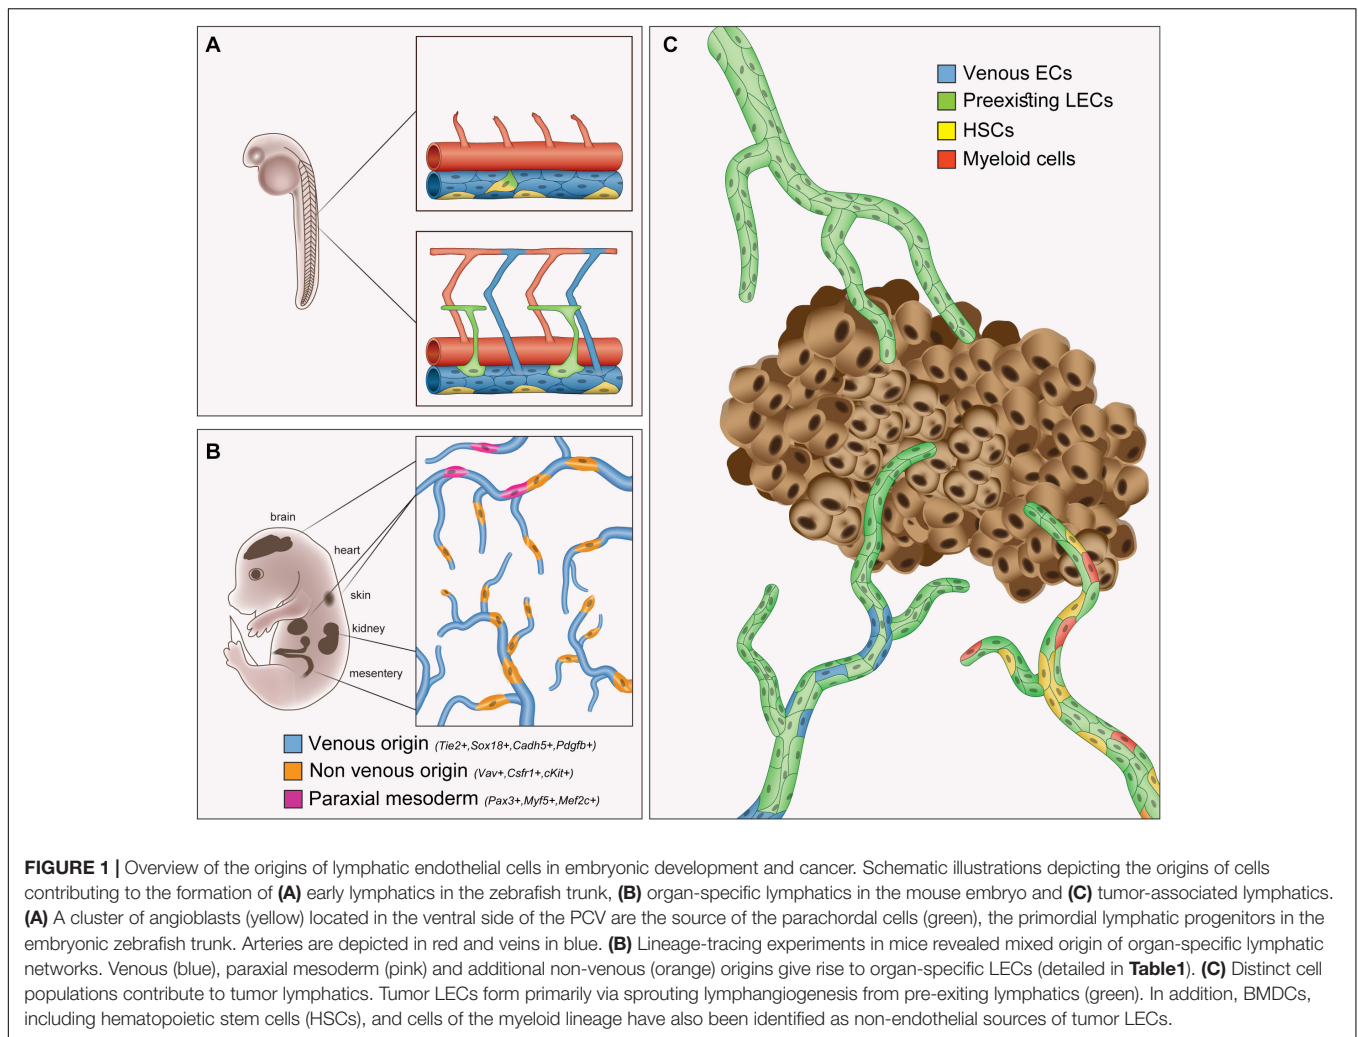 A
C
Venous ECs
Preexisting LECs
HSCs
Myeloid cells
B
brain
heart
skin
kidney
mesentery
Venous origin (Tie2+,Sox18+,Cadh5+,Pdgfb+)
Non venous origin (Vav+,Csfr1+,cKit+)
Paraxial mesoderm (Pax3+,Myf5+,Mef2c+)
FIGURE 1 | Overview of the origins of lymphatic endothelial cells in embryonic development and cancer. Schematic illustrations depicting the origins of cells
contributing to the formation of (A) early lymphatics in the zebrafish trunk, (B) organ-specific lymphatics in the mouse embryo and (C) tumor-associated lymphatics.
(A) A cluster of angioblasts (yellow) located in the ventral side of the PCV are the source of the parachordal cells (green), the primordial lymphatic progenitors in the
embryonic zebrafish trunk. Arteries are depicted in red and veins in blue. (B) Lineage-tracing experiments in mice revealed mixed origin of organ-specific lymphatic
networks. Venous (blue), paraxial mesoderm (pink) and additional non-venous (orange) origins give rise to organ-specific LECs (detailed in Table1). (C) Distinct cell
populations contribute to tumor lymphatics. Tumor LECs form primarily via sprouting lymphangiogenesis from pre-exiting lymphatics (green). In addition, BMDCs,
including hematopoietic stem cells (HSCs), and cells of the myeloid lineage have also been identified as non-endothelial sources of tumor LECs.